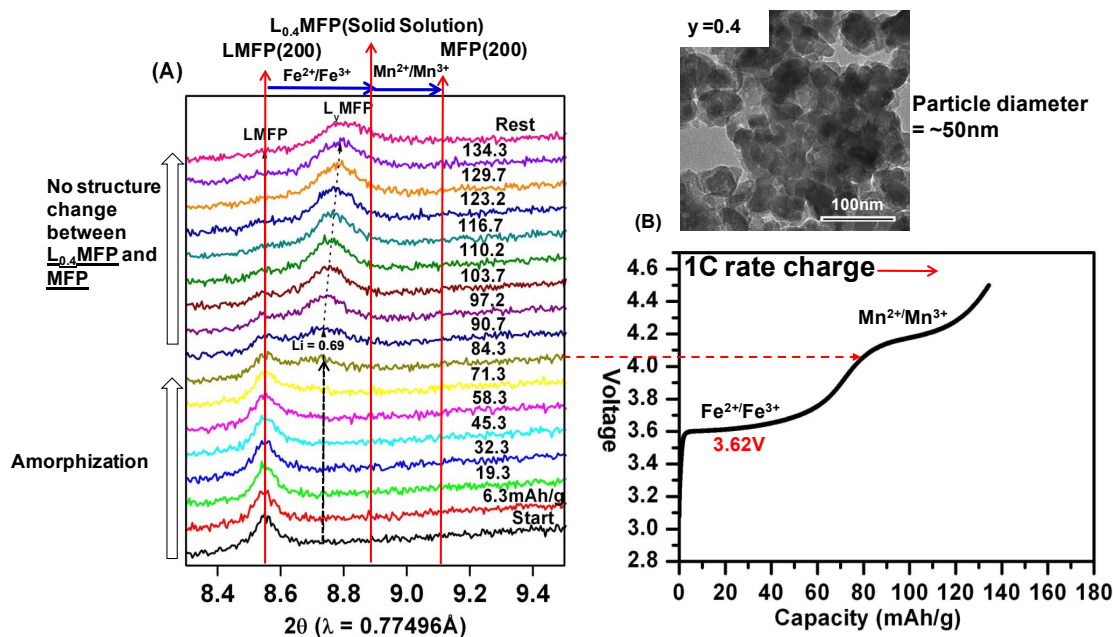 L0.4MFP(Solid Solution)
LMFP(200)
MFP(200)
(A)
Fe2+/Fe3+
Mn2+/Mn3+
LMFP
LyMFP
Rest
134.3
129.7
123.2
116.7
110.2
103.7
97.2
90.7
84.3
71.3
58.3
45.3
32.3
19.3
6.3mAh/g
Start
Li = 0.69
No structure
change
between
L0.4MFP and
MFP
Amorphization
8.4 8.6 8.8 9.0 9.2 9.4
2θ (λ = 0.77496Å)
y =0.4
100nm
Particle diameter
= ~50nm
(B)
1C rate charge
Mn2+/Mn3+
Fe2+/Fe3+
3.62V
Voltage
4.6
4.4
4.2
4.0
3.8
3.6
3.4
3.2
3.0
2.8
0 20 40 60 80 100 120 140 160 180
Capacity (mAh/g)